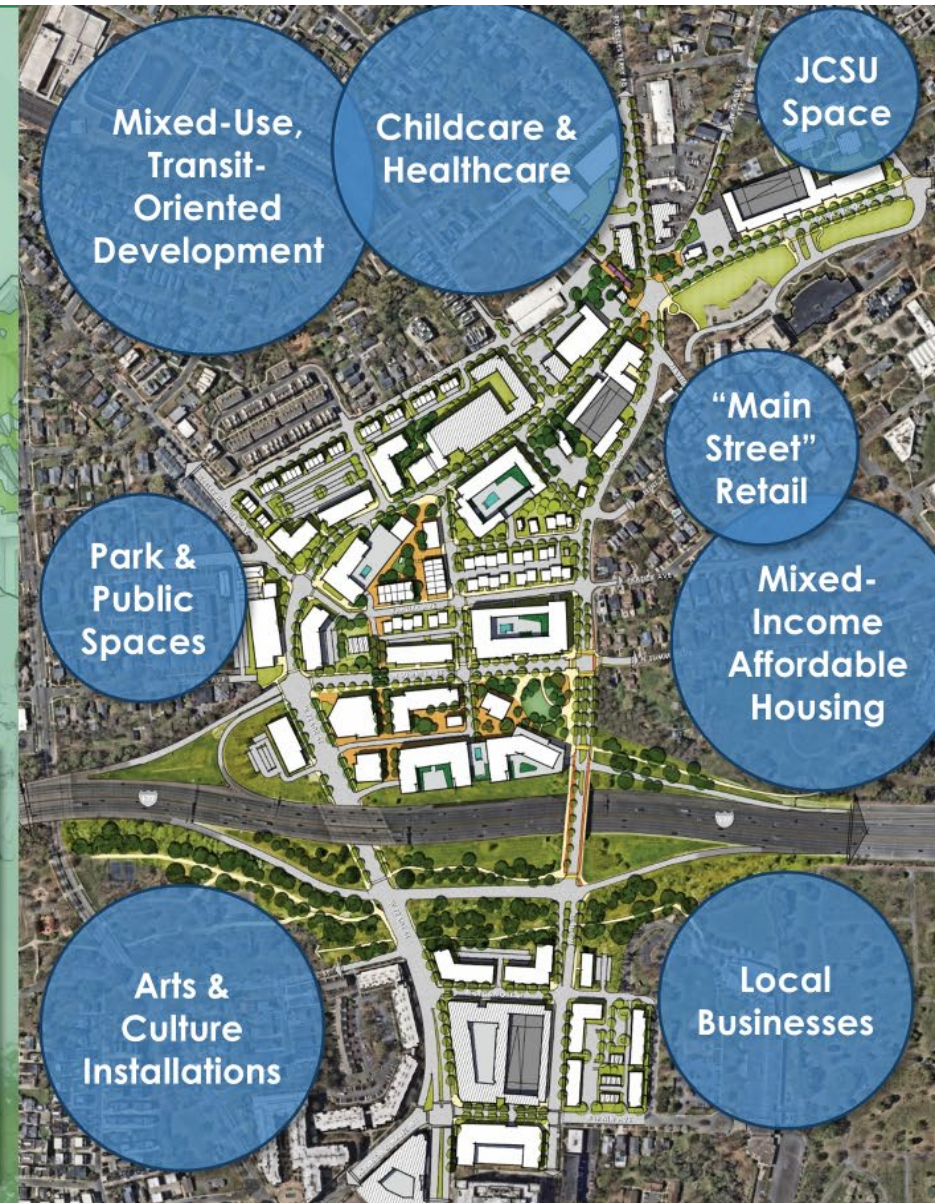 Mixed-Use,
Transit-
Oriented
Development
Childcare &
Healthcare
JCSU
Space
“Main
Street”
Retail
Park &
Public
Spaces
Mixed-
Income
Affordable
Housing
Arts &
Culture
Installations
Local
Businesses